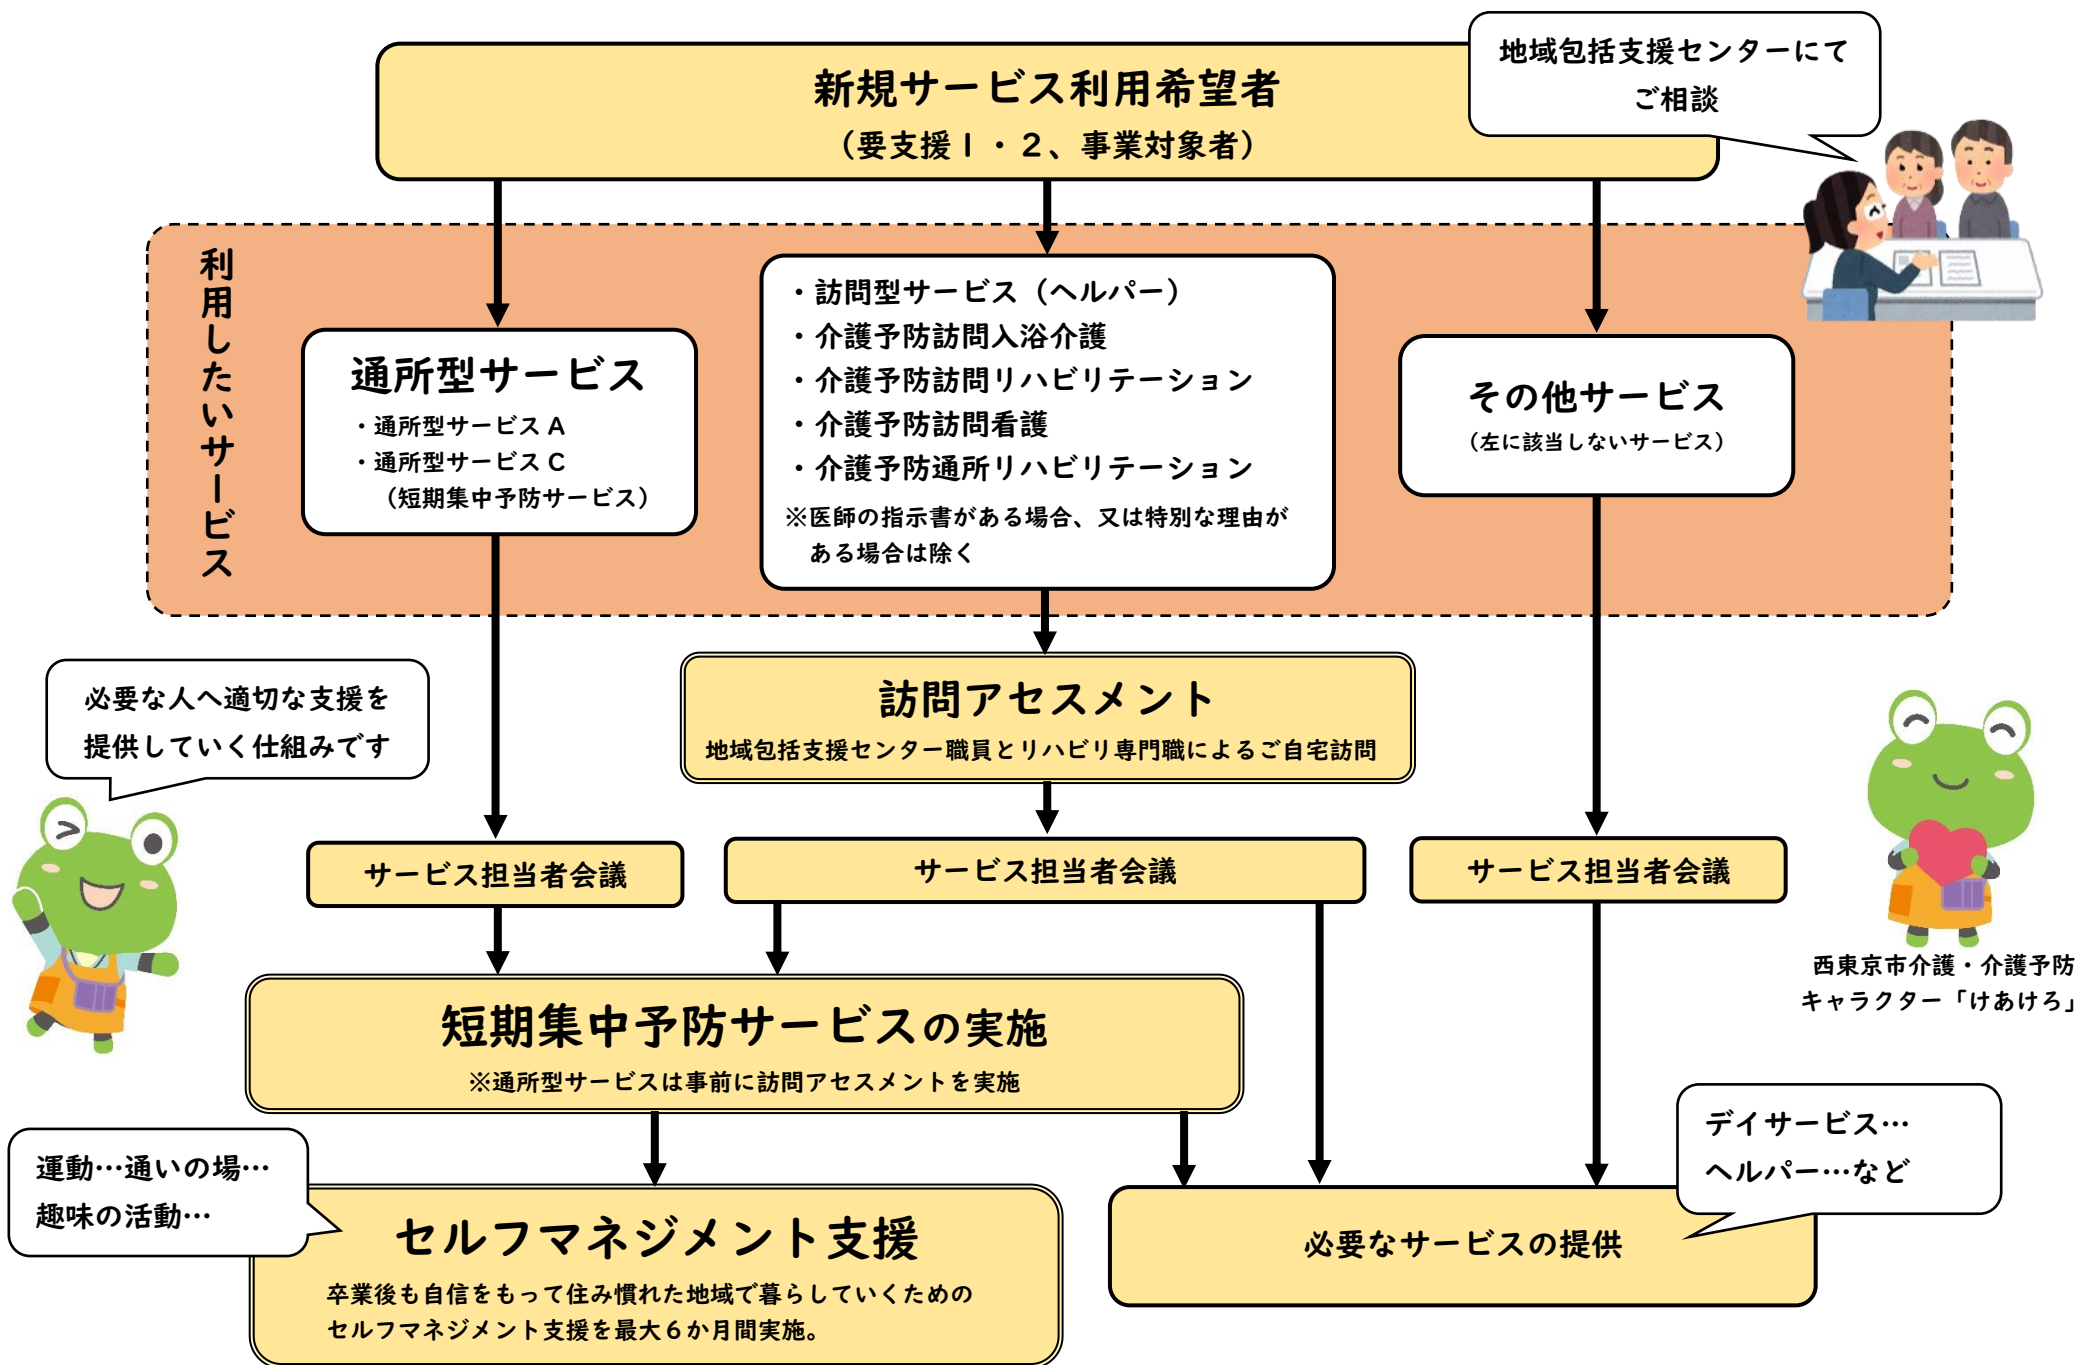 新規サービス利用希望者
（要支援１・２、事業対象者）
地域包括支援センターにて
ご相談
利用したいサービス
通所型サービス
・通所型サービス A
・通所型サービス C
（短期集中予防サービス）
・訪問型サービス（ヘルパー）
・介護予防訪問入浴介護
・介護予防訪問リハビリテーション
・介護予防訪問看護
・介護予防通所リハビリテーション
※医師の指示書がある場合、又は特別な理由が
ある場合は除く
その他サービス
（左に該当しないサービス）
必要な人へ適切な支援を
提供していく仕組みです
訪問アセスメント
地域包括支援センター職員とリハビリ専門職によるご自宅訪問
サービス担当者会議
サービス担当者会議
サービス担当者会議
西東京市介護・介護予防
キャラクター「けあけろ」
短期集中予防サービスの実施
※通所型サービスは事前に訪問アセスメントを実施
運動…通いの場…
趣味の活動…
セルフマネジメント支援
卒業後も自信をもって住み慣れた地域で暮らしていくための
セルフマネジメント支援を最大６か月間実施。
デイサービス…
ヘルパー…など
必要なサービスの提供